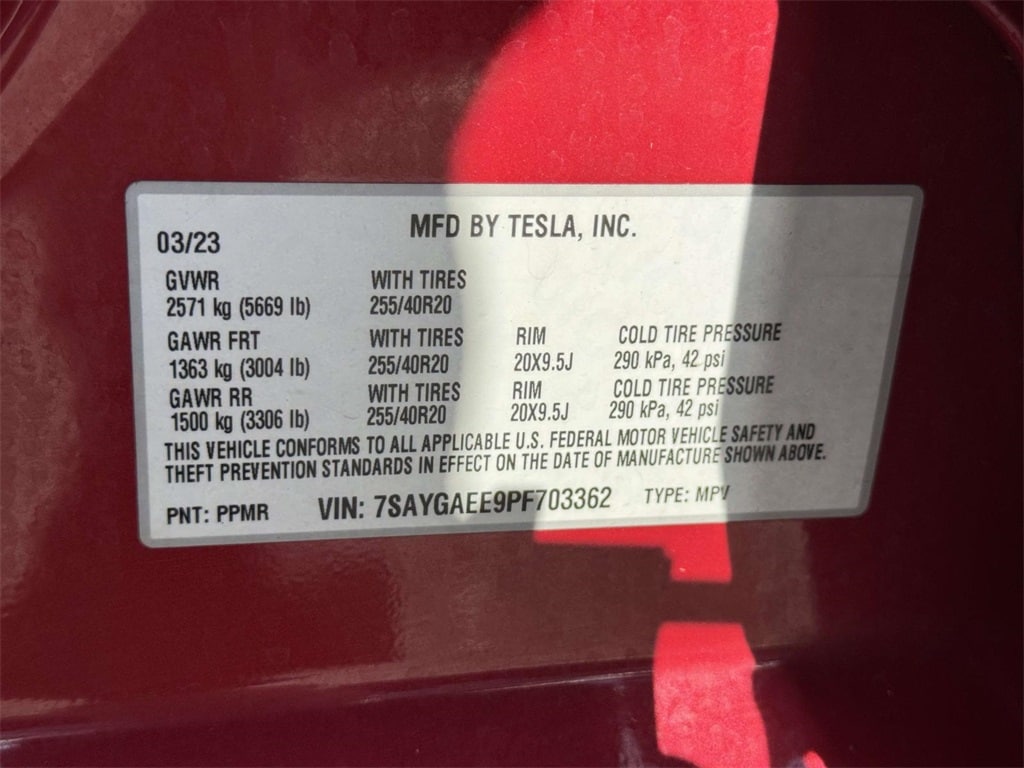 MFD BY TESLA, INC.
03/23
GVWR WITH TIRES
2571 kg (5669 lb) 255/40R20
GAWR FRT WITH TIRES RIM COLD TIRE PRESSURE
1363 kg (3004 lb) 255/40R20 20X9.5J 290 kPa, 42 psi
GAWR RR WITH TIRES RIM COLD TIRE PRESSURE
1500 kg (3306 lb) 255/40R20 20X9.5J 290 kPa, 42 psi
THIS VEHICLE CONFORMS TO ALL APPLICABLE U.S. FEDERAL MOTOR VEHICLE SAFETY AND
THEFT PREVENTION STANDARDS IN EFFECT ON THE DATE OF MANUFACTURE SHOWN ABOVE.
PNT: PPMR VIN: 7SAYGAEE9PF703362 TYPE: MPV